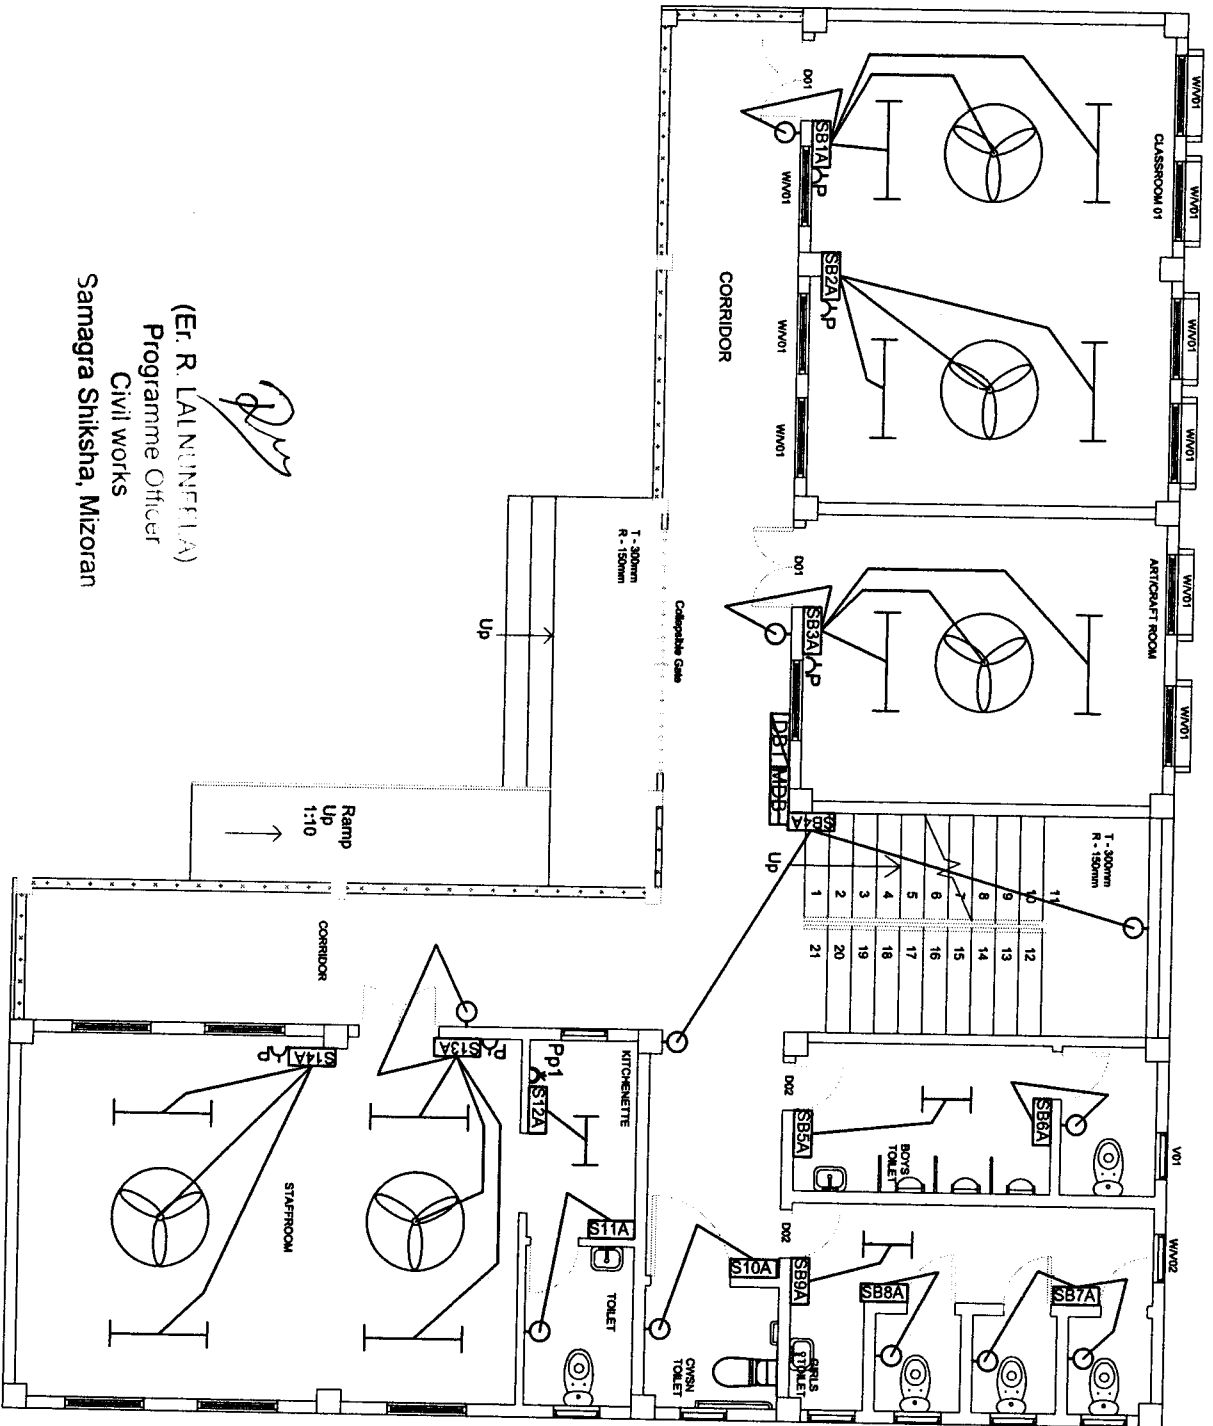 W/V01
W/V01
W/V01
W/V01
W/V01
W/V01
CLASSROOM 01
ART/CRAFT ROOM
D01
SB1A
P
W/V01
SB2A
P
W/V01
W/V01
D01
SB3A
P
DB1 MDB
SB4A
CORRIDOR
Collapsible Gate
T - 300mm
R - 150mm
Up
T - 300mm
R - 150mm
Up
1
2
3
4
5
6
7
8
9
10
11
12
13
14
15
16
17
18
19
20
21
Ramp
Up
1:10
CORRIDOR
V01
W/V02
D02
SB5A
BOYS
TOILET
SB6A
D02
SB9A
SB8A
SB7A
GIRLS
TOILET
S10A
CWSN
TOILET
S11A
TOILET
KITCHENETTE
Pp1
S12A
P
S13A
P
S14A
STAFFROOM
(Er. R. LALNUNFELA)
Programme Officer
Civil works
Samagra Shiksha, Mizoran